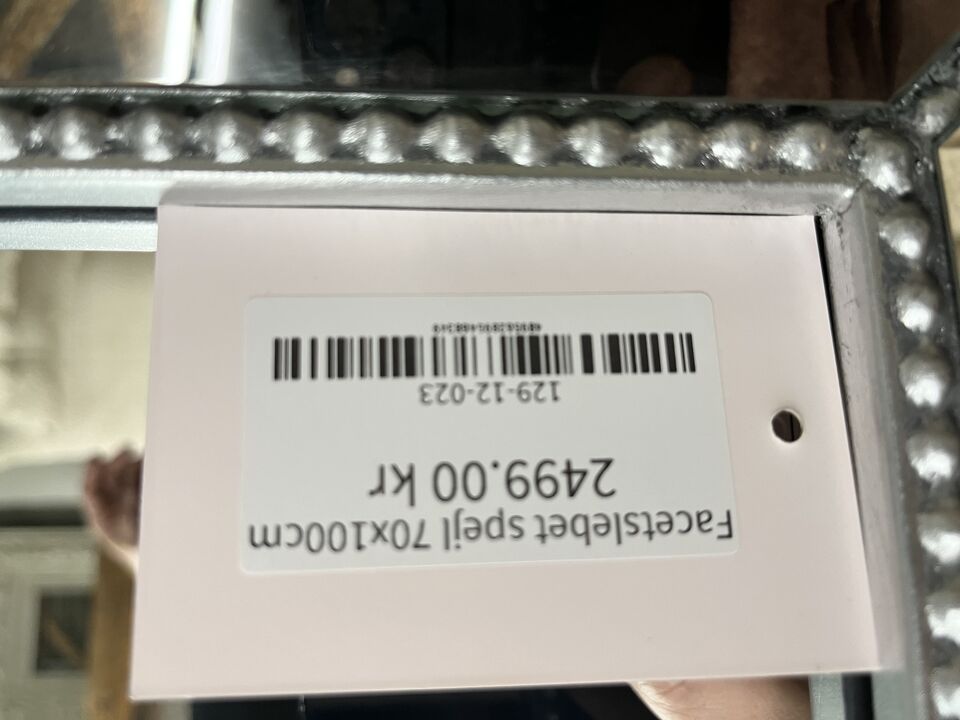 Facetslebet spejl 70x100cm
2499.00 kr
129-12-023